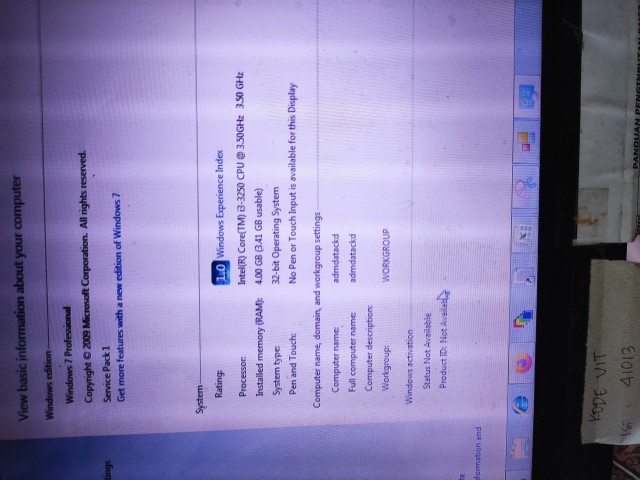 View basic information about your computer
Windows edition
Windows 7 Professional
Copyright © 2009 Microsoft Corporation. All rights reserved.
Service Pack 1
Get more features with a new edition of Windows 7
System
Rating: 1.0 Windows Experience Index
Processor: Intel(R) Core(TM) i3-3250 CPU @ 3.50GHz 3.50 GHz
Installed memory (RAM): 4.00 GB (3.41 GB usable)
System type: 32-bit Operating System
Pen and Touch: No Pen or Touch Input is available for this Display
Computer name, domain, and workgroup settings
Computer name: admdatackd
Full computer name: admdatackd
Computer description:
Workgroup: WORKGROUP
Windows activation
Status Not Available
Product ID: Not Available
formation and
KODE VIT
41013